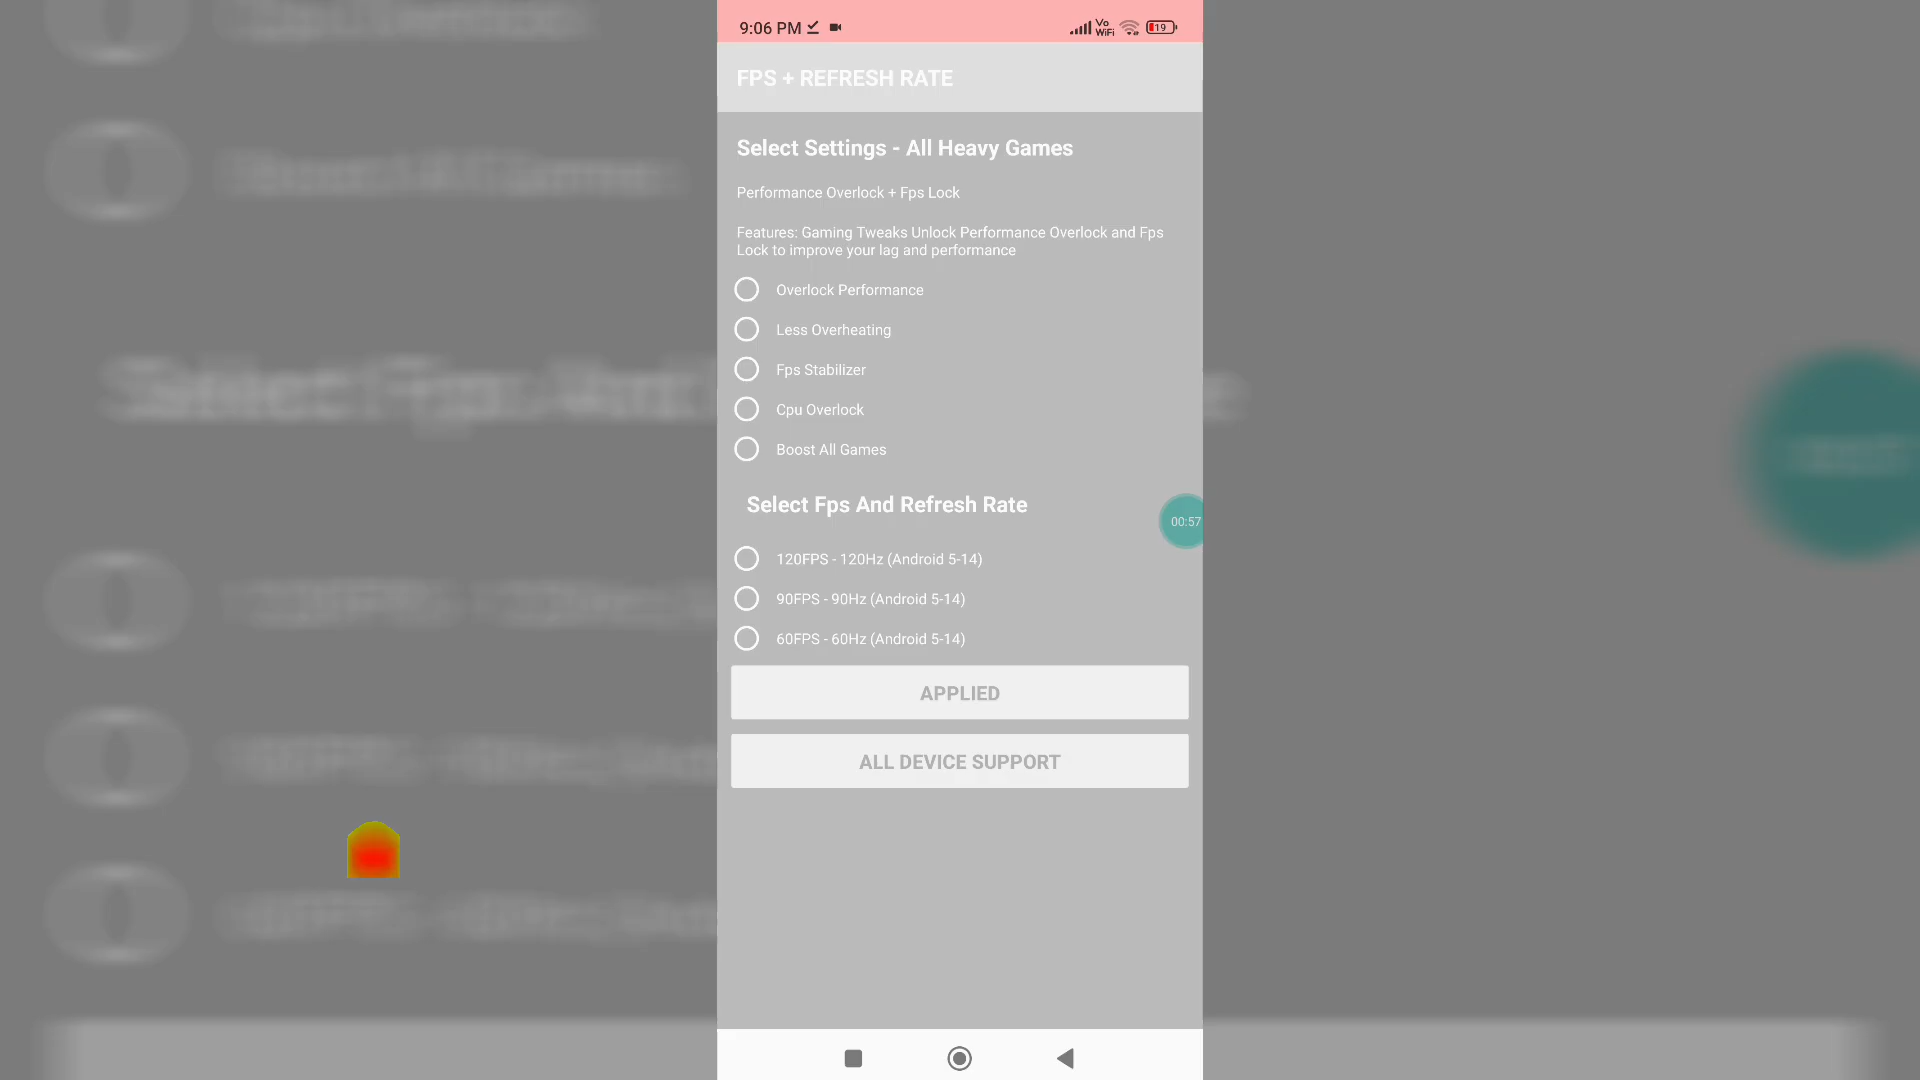 9:06 PM
Vo
WiFi
19
FPS + REFRESH RATE
Select Settings - All Heavy Games
Performance Overlock + Fps Lock
Features: Gaming Tweaks Unlock Performance Overlock and Fps
Lock to improve your lag and performance
Overlock Performance
Less Overheating
Fps Stabilizer
Cpu Overlock
Boost All Games
Select Fps And Refresh Rate
00:57
120FPS - 120Hz (Android 5-14)
90FPS - 90Hz (Android 5-14)
60FPS - 60Hz (Android 5-14)
APPLIED
ALL DEVICE SUPPORT